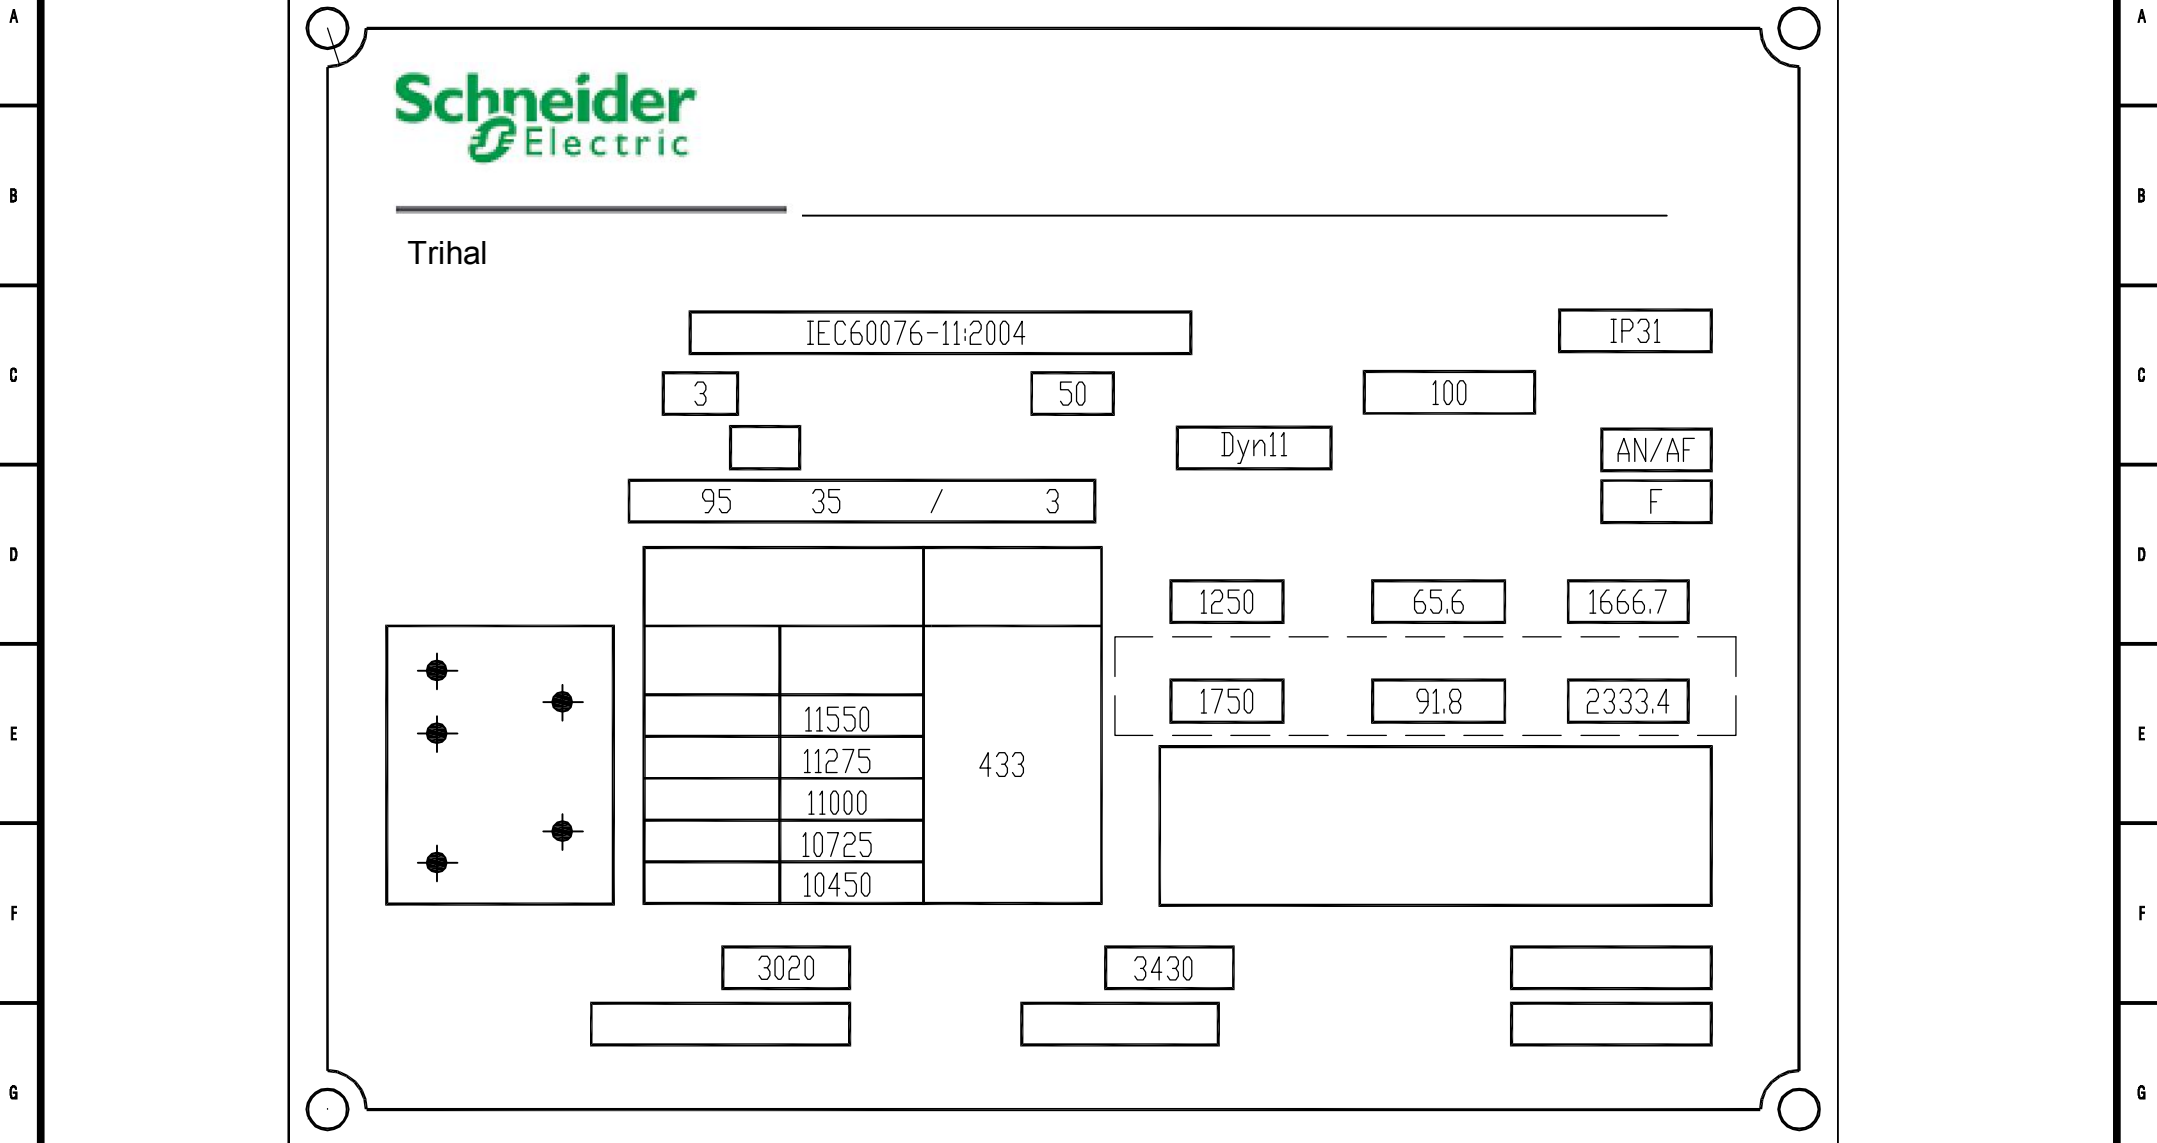 A A
Schneider
Electric
B B
Trihal
IEC60076-11:2004 IP31
C 3 50 100 C
Dyn11 AN/AF
95 35 / 3 F
D D
1250 65.6 1666.7
1750 91.8 2333.4
11550
E E
11275 433
11000
10725
10450
F F
3020 3430
G G